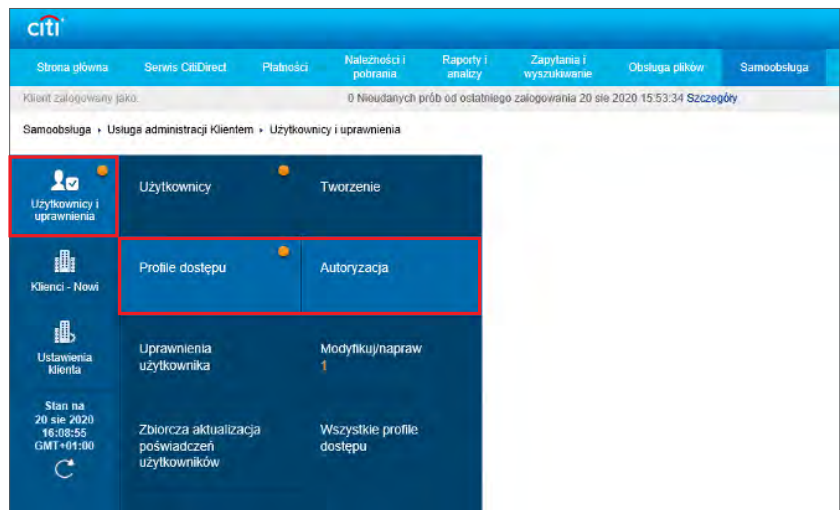 citi
Strona główna
Serwis CitiDirect
Płatności
Należności i
pobrania
Raporty i
analizy
Zapytania i
wyszukiwanie
Obsługa plików
Samoobsługa
Klient zalogowany jako:
0 Nieudanych prób od ostatniego zalogowania 20 sie 2020 15:53:34 Szczegóły
Samoobsługa › Usługa administracji Klientem › Użytkownicy i uprawnienia
Użytkownicy i
uprawnienia
Użytkownicy
Tworzenie
Klienci - Nowi
Profile dostępu
Autoryzacja
Ustawienia
klienta
Uprawnienia
użytkownika
Modyfikuj/napraw
1
Stan na
20 sie 2020
16:08:55
GMT+01:00
Zbiorcza aktualizacja
poświadczeń
użytkowników
Wszystkie profile
dostępu